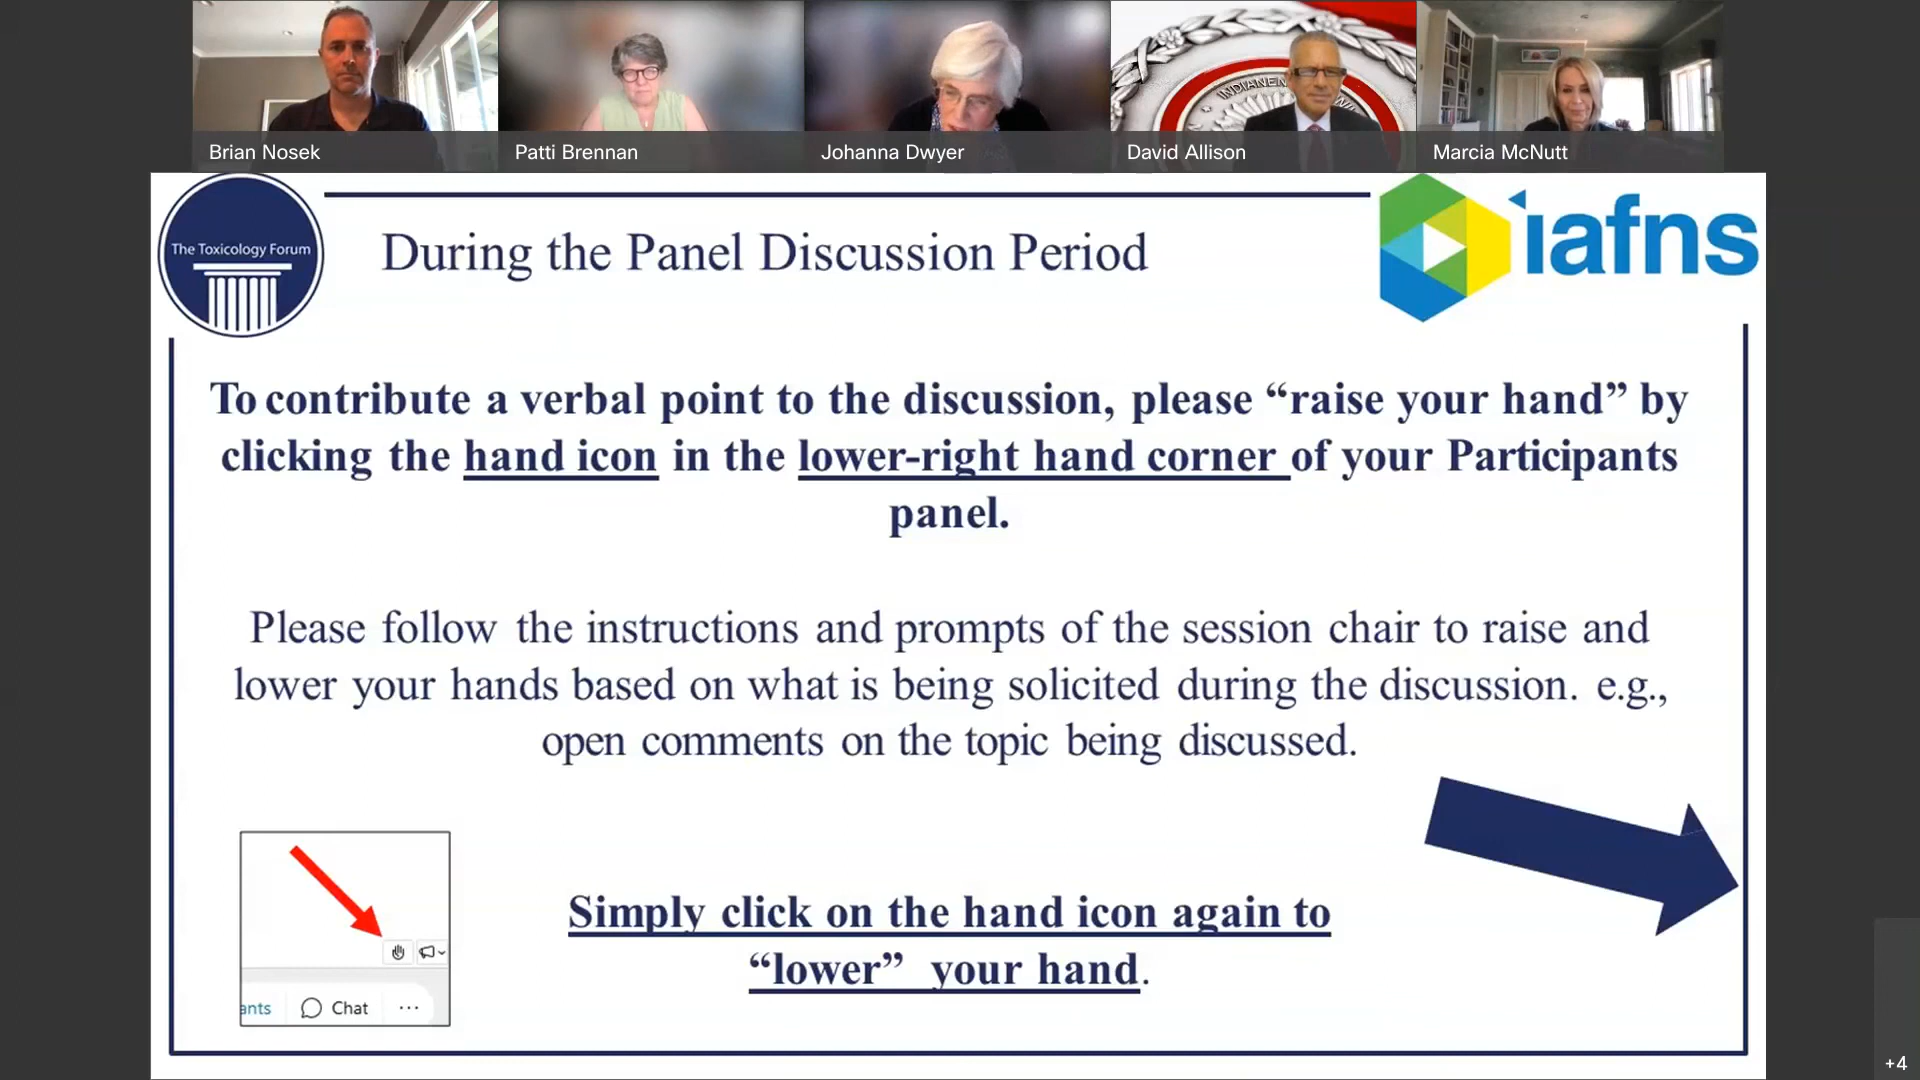 Brian Nosek
Patti Brennan
Johanna Dwyer
David Allison
Marcia McNutt
The Toxicology Forum
During the Panel Discussion Period
iafns
To contribute a verbal point to the discussion, please “raise your hand” by
clicking the hand icon in the lower-right hand corner of your Participants
panel.
Please follow the instructions and prompts of the session chair to raise and
lower your hands based on what is being solicited during the discussion. e.g.,
open comments on the topic being discussed.
Simply click on the hand icon again to
“lower” your hand.
ants
Chat
+4